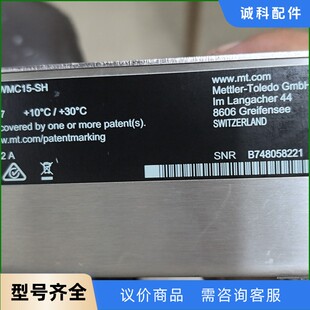 诚科配件
WMC15-SH
7 +10°C / +30°C
covered by one or more patent(s).
www.mt.com/patentmarking
2 A
www.mt.com
Mettler-Toledo GmbH
Im Langacher 44
8606 Greifensee
SWITZERLAND
SNR B748058221
型号齐全
议价商品 需咨询客服